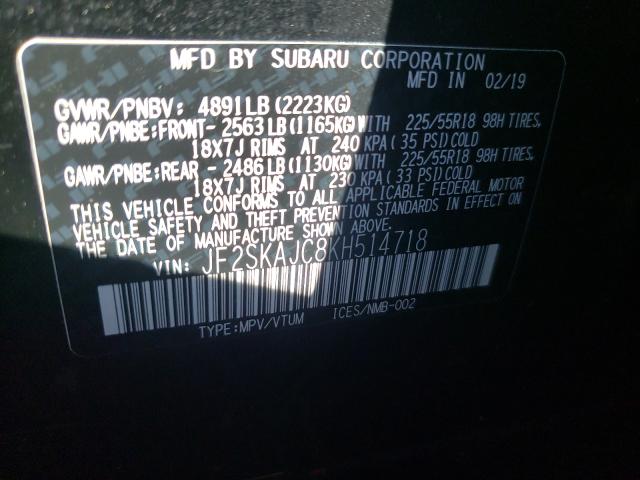 MFD BY SUBARU CORPORATION
MFD IN 02/19
GVWR/PNBV: 4891LB(2223KG)
GAWR/PNBE:FRONT- 2563LB(1165KG)WITH 225/55R18 98H TIRES,
18X7J RIMS AT 240 KPA(35 PSI)COLD
GAWR/PNBE:REAR - 2486LB(1130KG)WITH 225/55R18 98H TIRES,
18X7J RIMS AT 230 KPA(33 PSI)COLD
THIS VEHICLE CONFORMS TO ALL APPLICABLE FEDERAL MOTOR
VEHICLE SAFETY AND THEFT PREVENTION STANDARDS IN EFFECT ON
THE DATE OF MANUFACTURE SHOWN ABOVE.
VIN: JF2SKAJC8KH514718
TYPE:MPV/VTUM ICES/NMB-002